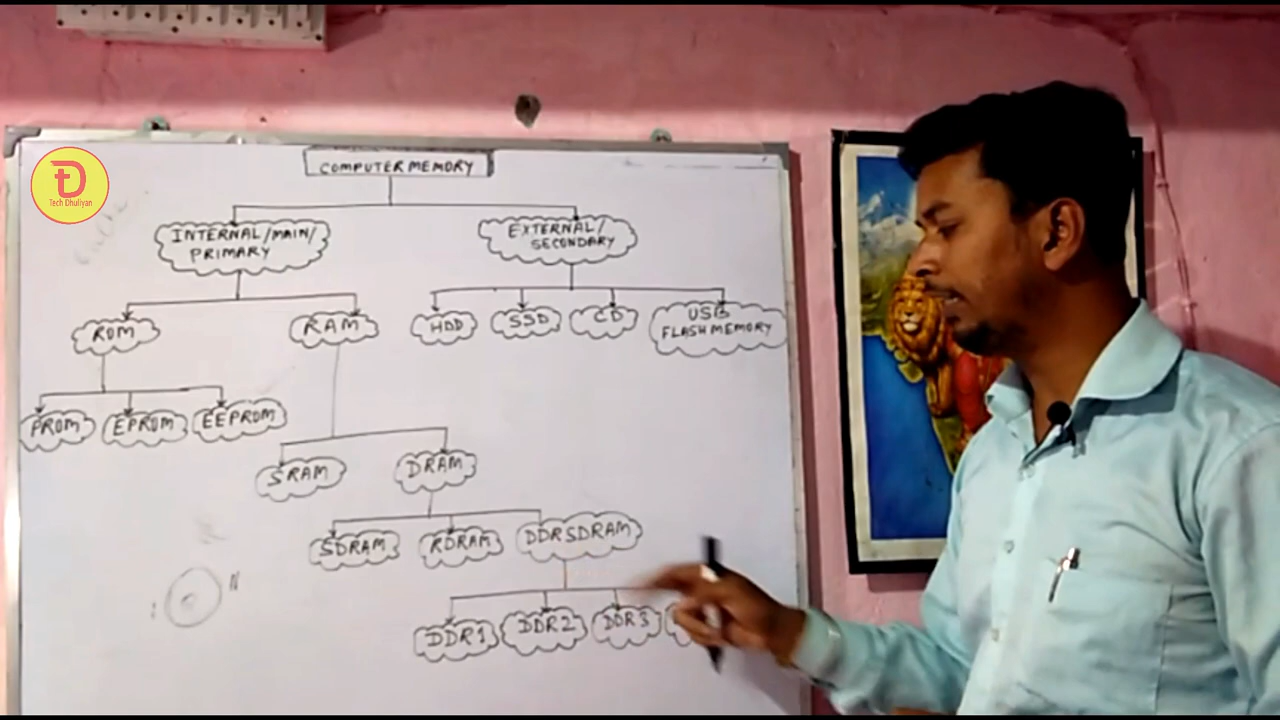 Tech Dhuliyan
COMPUTER MEMORY
INTERNAL/MAIN/
PRIMARY
EXTERNAL/
SECONDARY
ROM
RAM
HDD
SSD
CD
USB
FLASH MEMORY
PROM
EPROM
EEPROM
SRAM
DRAM
SDRAM
RDRAM
DDRSDRAM
DDR1
DDR2
DDR3